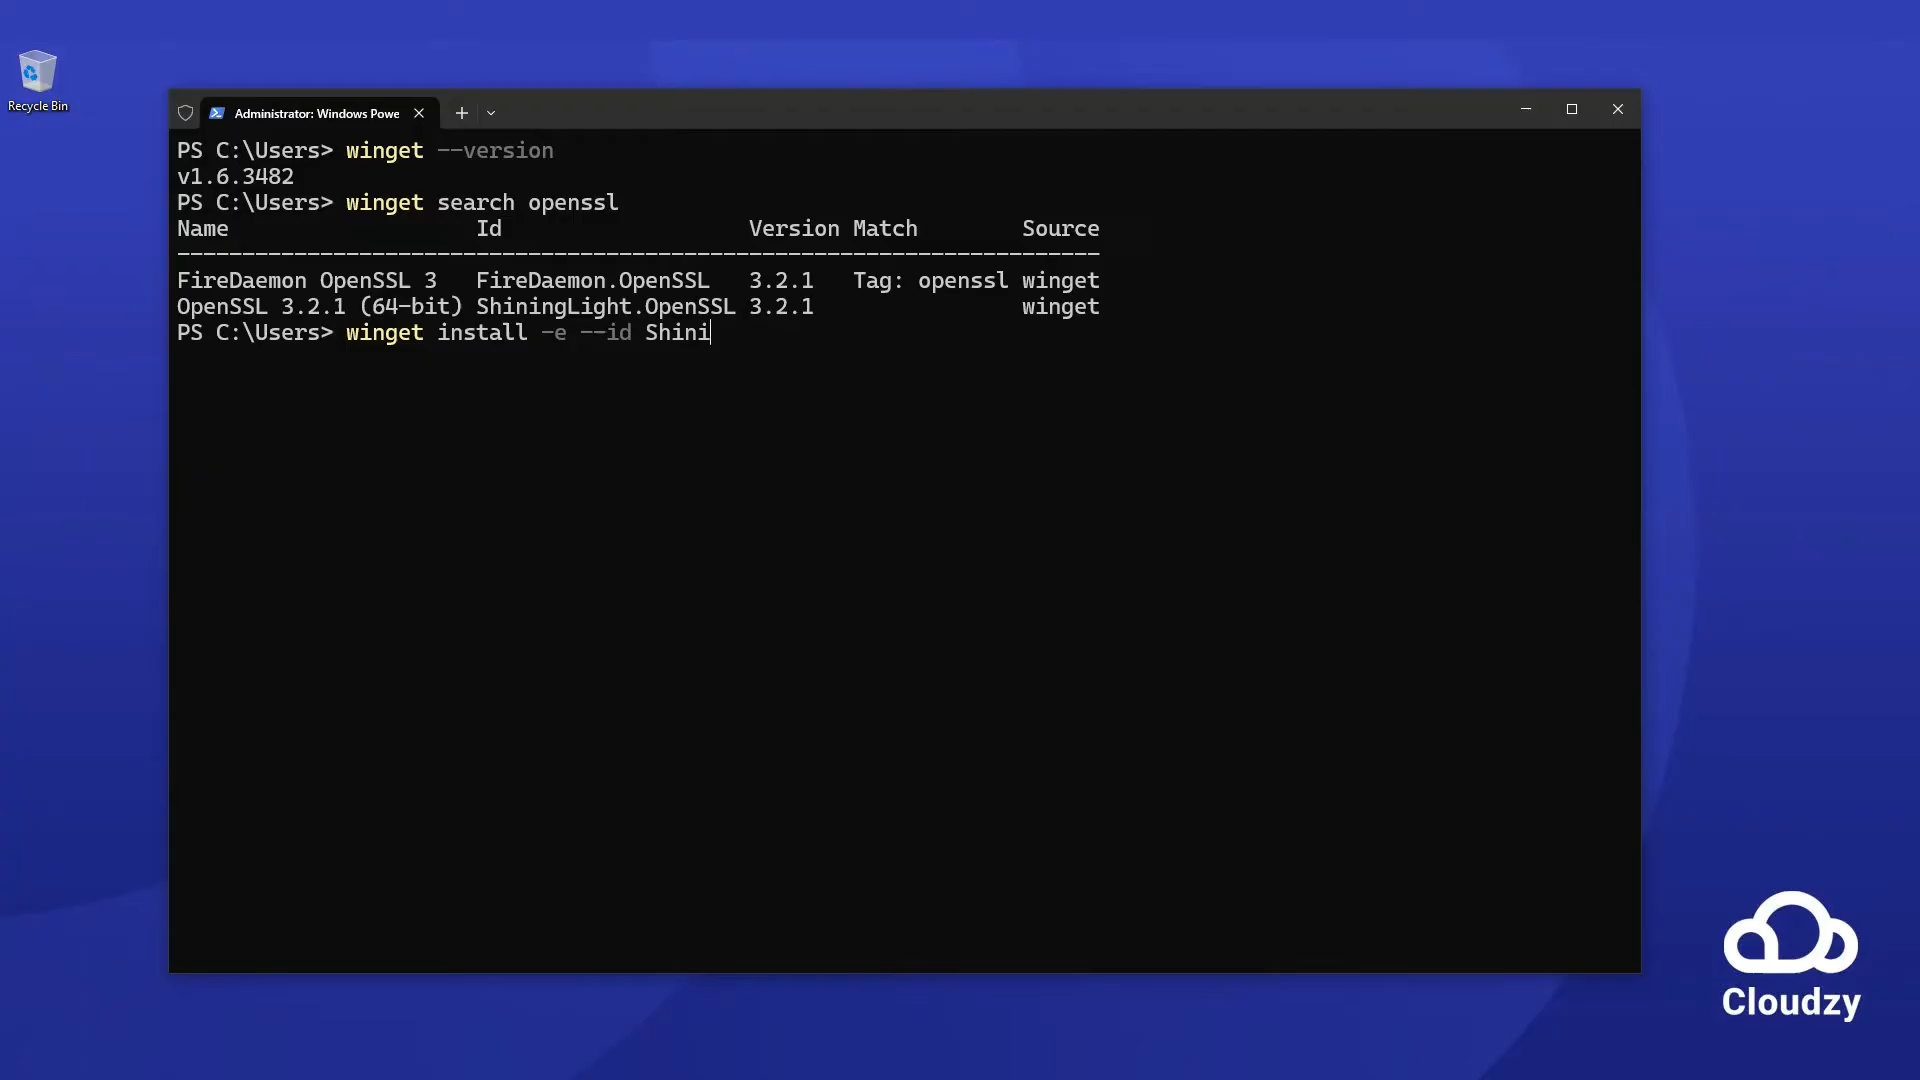 Recycle Bin
Administrator: Windows Powe
PS C:\Users> winget --version
v1.6.3482
PS C:\Users> winget search openssl
Name Id Version Match Source
-----------------------------------------------------------------------
FireDaemon OpenSSL 3 FireDaemon.OpenSSL 3.2.1 Tag: openssl winget
OpenSSL 3.2.1 (64-bit) ShiningLight.OpenSSL 3.2.1 winget
PS C:\Users> winget install -e --id Shini
Cloudzy